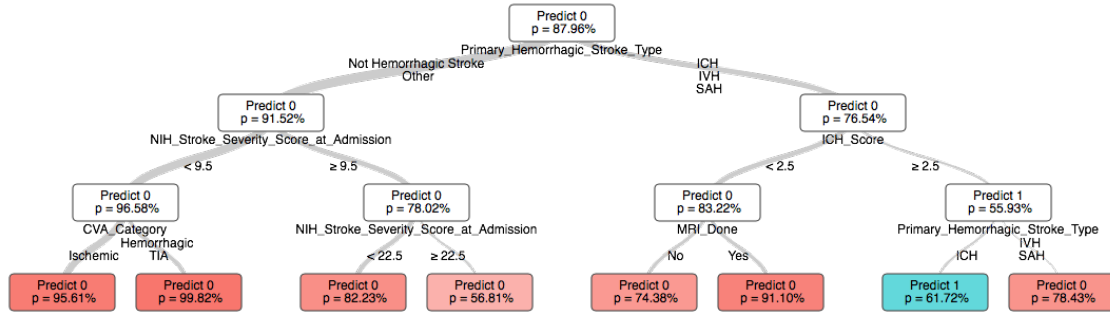 Predict 0
p = 87.96%
Primary_Hemorrhagic_Stroke_Type
Not Hemorrhagic Stroke
Other
ICH
IVH
SAH
Predict 0
p = 91.52%
NIH_Stroke_Severity_Score_at_Admission
Predict 0
p = 76.54%
ICH_Score
< 9.5
≥ 9.5
< 2.5
≥ 2.5
Predict 0
p = 96.58%
CVA_Category
Predict 0
p = 78.02%
NIH_Stroke_Severity_Score_at_Admission
Predict 0
p = 83.22%
MRI_Done
Predict 1
p = 55.93%
Primary_Hemorrhagic_Stroke_Type
Ischemic
Hemorrhagic
TIA
< 22.5
≥ 22.5
No
Yes
ICH
IVH
SAH
Predict 0
p = 95.61%
Predict 0
p = 99.82%
Predict 0
p = 82.23%
Predict 0
p = 56.81%
Predict 0
p = 74.38%
Predict 0
p = 91.10%
Predict 1
p = 61.72%
Predict 0
p = 78.43%